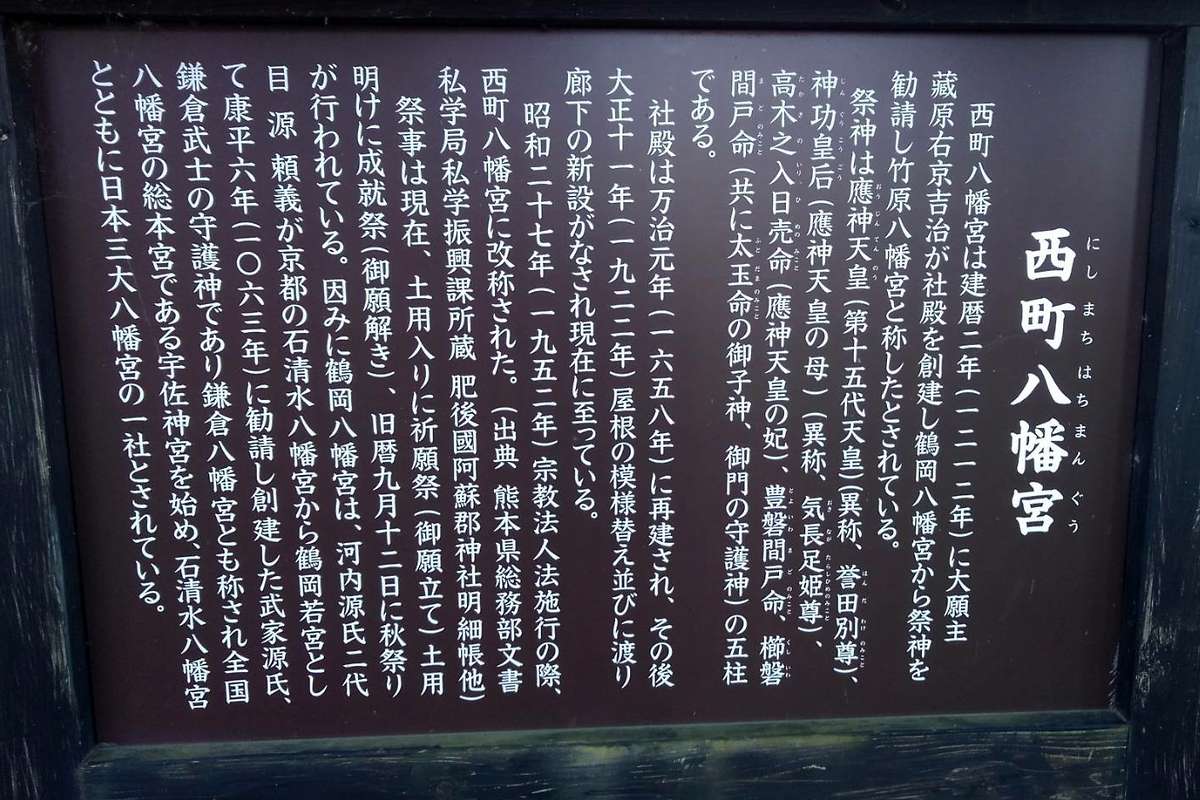 西町八幡宮
にしまちはちまんぐう
西町八幡宮は建暦二年(一二一二年)に大願主
藏原右京吉治が社殿を創建し鶴岡八幡宮から祭神を
勧請し竹原八幡宮と称したとされている。
祭神は應神天皇(第十五代天皇)(異称、誉田別尊)、
神功皇后(應神天皇の母)(異称、気長足姫尊)、
高木之入日売命(應神天皇の妃)、豊磐間戸命、櫛磐
間戸命(共に太玉命の御子神、御門の守護神)の五柱
である。
社殿は万治元年(一六五八年)に再建され、その後
大正十一年(一九二二年)屋根の模様替え並びに渡り
廊下の新設がなされ現在に至っている。
昭和二十七年(一九五二年)宗教法人法施行の際、
西町八幡宮に改称された。(出典 熊本県総務部文書
私学局私学振興課所蔵 肥後國阿蘇郡神社明細帳他)
祭事は現在、土用入りに祈願祭(御願立て)土用
明けに成就祭(御願解き)、旧暦九月十二日に秋祭り
が行われている。因みに鶴岡八幡宮は、河内源氏二代
目 源 頼義が京都の石清水八幡宮から鶴岡若宮とし
て康平六年(一〇六三年)に勧請し創建した武家源氏、
鎌倉武士の守護神であり鎌倉八幡宮とも称され全国
八幡宮の総本宮である宇佐神宮を始め、石清水八幡宮
とともに日本三大八幡宮の一社とされている。